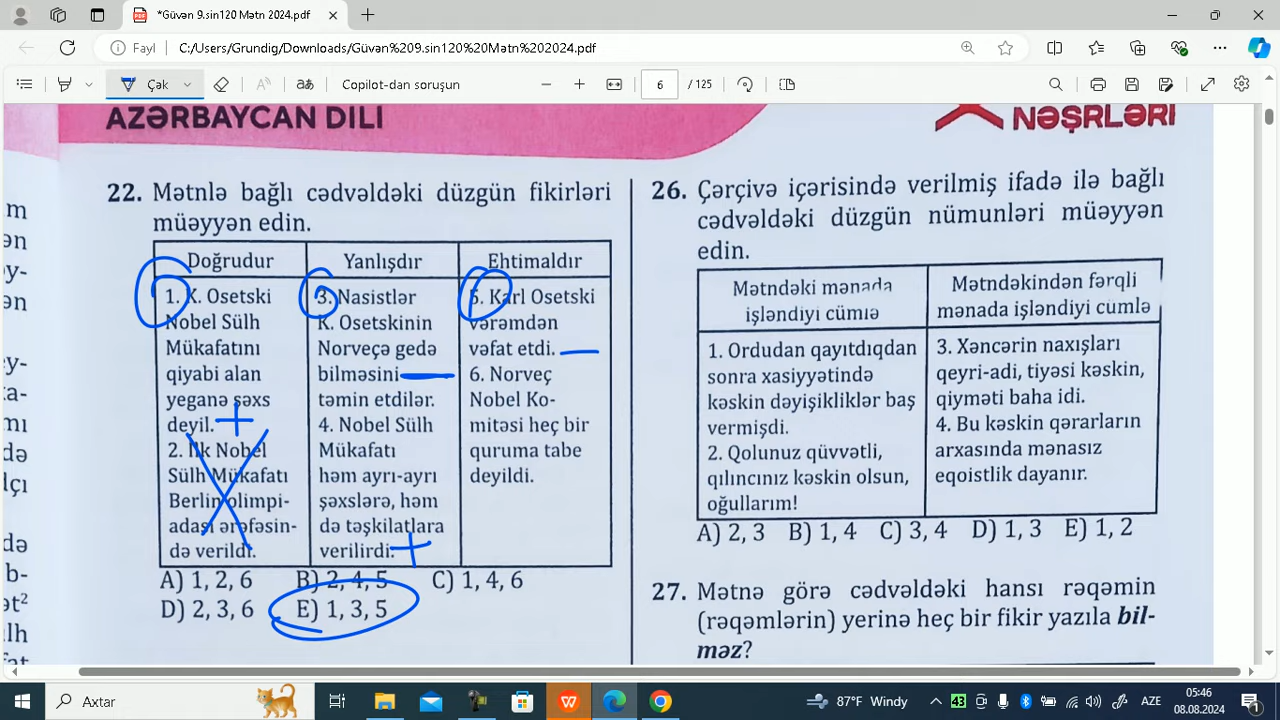 *Güvən 9.sin120 Mətn 2024.pdf
Fayl
C:/Users/Grundig/Downloads/Güvən%209.sin120%20Mətn%202024.pdf
Çak
Copilot-dan soruşun
6
/ 125
AZƏRBAYCAN DILI
NƏŞRLƏRİ
22. Mətnlə bağlı cədvəldəki düzgün fikirləri
müəyyən edin.
Doğrudur
Yanlışdır
Ehtimaldır
1. K. Osetski
Nobel Sülh
Mükafatını
qiyabi alan
yeganə şəxs
deyil.
2. İlk Nobel
Sülh Mükafatı
Berlin olimpi-
adası ərəfəsin-
də verildi.
3. Nasistlər
K. Osetskinin
Norveçə gedə
bilməsini
təmin etdilər.
4. Nobel Sülh
Mükafatı
həm ayrı-ayrı
şəxslərə, həm
də təşkilatlara
verilirdi.
5. Karl Osetski
vərəmdən
vəfat etdi.
6. Norveç
Nobel Ko-
mitəsi heç bir
quruma tabe
deyildi.
A) 1, 2, 6 B) 2, 4, 5 C) 1, 4, 6
D) 2, 3, 6 E) 1, 3, 5
26. Çərçivə içərisində verilmiş ifadə ilə bağlı
cədvəldəki düzgün nümunləri müəyyən
edin.
Mətndəki mənada
işləndiyi cümlə
Mətndəkindən fərqli
mənada işləndiyi cumlə
1. Ordudan qayıtdıqdan
sonra xasiyyətində
kəskin dəyişikliklər baş
vermişdi.
2. Qolunuz qüvvətli,
qılıncınız kəskin olsun,
oğullarım!
3. Xəncərin naxışları
qeyri-adi, tiyəsi kəskin,
qiyməti baha idi.
4. Bu kəskin qərarların
arxasında mənasız
eqoistlik dayanır.
A) 2, 3 B) 1, 4 C) 3, 4 D) 1, 3 E) 1, 2
27. Mətnə görə cədvəldəki hansı rəqəmin
(rəqəmlərin) yerinə heç bir fikir yazıla bil-
məz?
Axtar
87°F Windy
43
AZE
05:46
08.08.2024